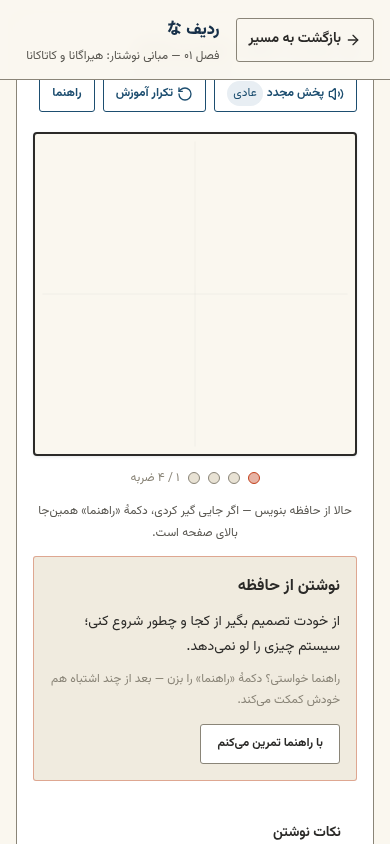 بازگشت به مسیر
ردیف な
فصل ۰۱ — مبانی نوشتار: هیراگانا و کاتاکانا
پخش مجدد عادی
تکرار آموزش
راهنما
۱ / ۴ ضربه
حالا از حافظه بنویس — اگر جایی گیر کردی، دکمهٔ «راهنما» همین‌جا
بالای صفحه است.
نوشتن از حافظه
از خودت تصمیم بگیر از کجا و چطور شروع کنی؛
سیستم چیزی را لو نمی‌دهد.
راهنما خواستی؟ دکمهٔ «راهنما» را بزن — بعد از چند اشتباه هم
خودش کمکت می‌کند.
با راهنما تمرین می‌کنم
نکات نوشتن